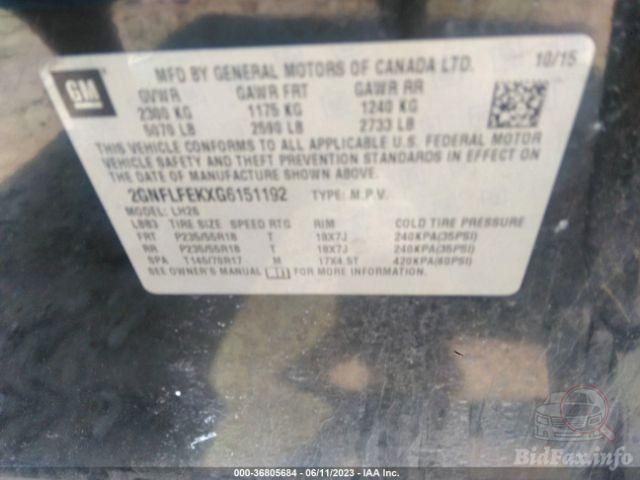 GM
MFD BY GENERAL MOTORS OF CANADA LTD. 10/15
GVWR GAWR FRT GAWR RR
2300 KG 1175 KG 1240 KG
5070 LB 2590 LB 2733 LB
THIS VEHICLE CONFORMS TO ALL APPLICABLE U.S. FEDERAL MOTOR
VEHICLE SAFETY AND THEFT PREVENTION STANDARDS IN EFFECT ON
THE DATE OF MANUFACTURE SHOWN ABOVE.
2GNFLFEKXG6151192 TYPE: M.P.V.
MODEL: LH26
L883 TIRE SIZE SPEED RTG RIM COLD TIRE PRESSURE
FRT P235/55R18 T 18X7J 240KPA(35PSI)
RR P235/55R18 T 18X7J 240KPA(35PSI)
SPA T145/70R17 M 17X4.5T 420KPA(60PSI)
SEE OWNER'S MANUAL FOR MORE INFORMATION.
BidFax.info
000-36805684 - 06/11/2023 - IAA Inc.